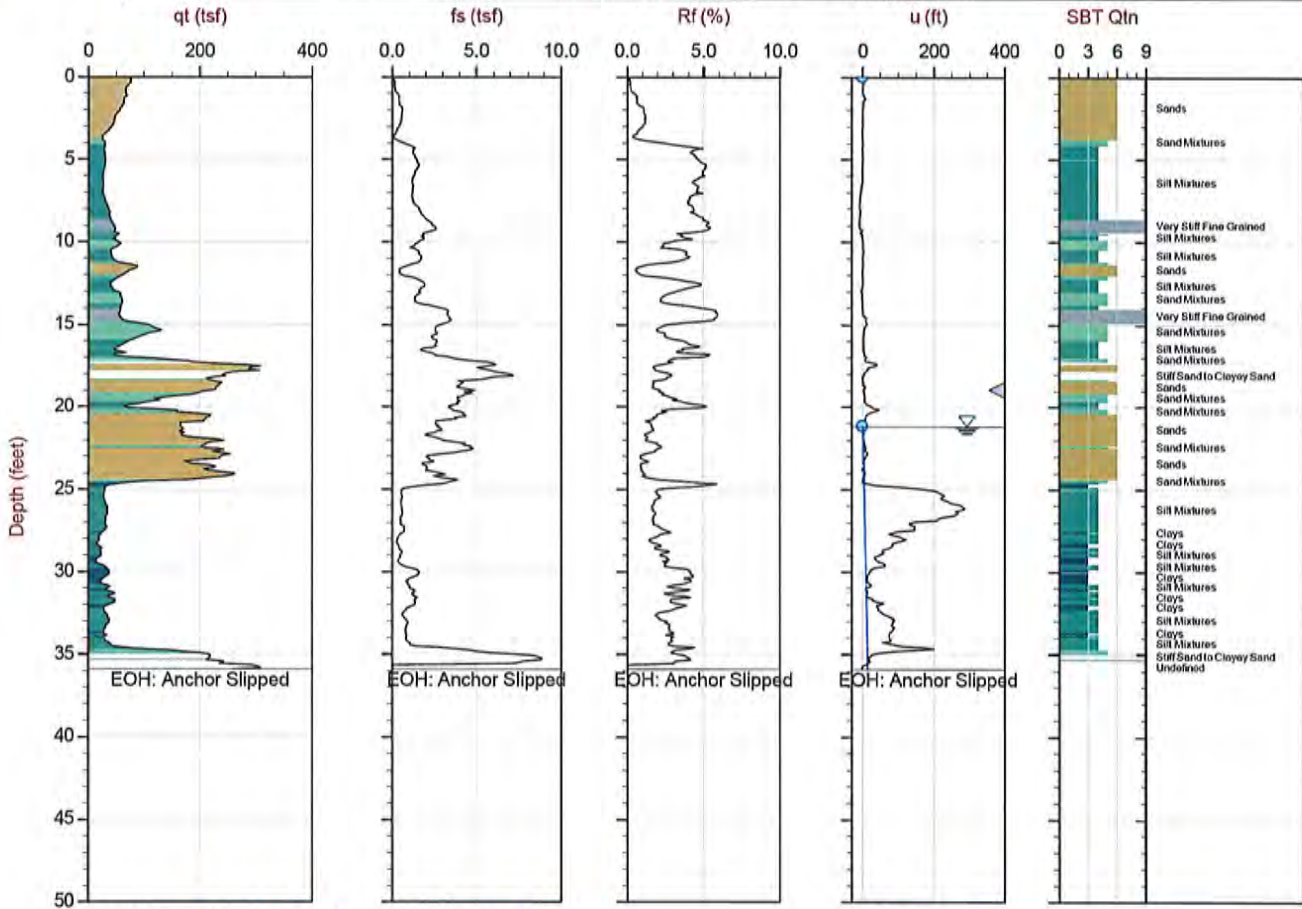 qt (tsf)
fs (tsf)
Rf (%)
u (ft)
SBT Qtn
0 200 400
0.0 5.0 10.0
0.0 5.0 10.0
0 200 400
0 3 6 9
Depth (feet)
0
5
10
15
20
25
30
35
40
45
50
EOH: Anchor Slipped
EOH: Anchor Slipped
EOH: Anchor Slipped
EOH: Anchor Slipped
Sands
Sand Mixtures
Silt Mixtures
Very Stiff Fine Grained
Silt Mixtures
Silt Mixtures
Sands
Silt Mixtures
Sand Mixtures
Very Stiff Fine Grained
Sand Mixtures
Silt Mixtures
Sand Mixtures
Stiff Sand to Clayey Sand
Sands
Sand Mixtures
Sand Mixtures
Sands
Sand Mixtures
Sands
Sand Mixtures
Silt Mixtures
Clays
Clays
Silt Mixtures
Silt Mixtures
Clays
Silt Mixtures
Clays
Clays
Silt Mixtures
Clays
Silt Mixtures
Stiff Sand to Clayey Sand
Undefined